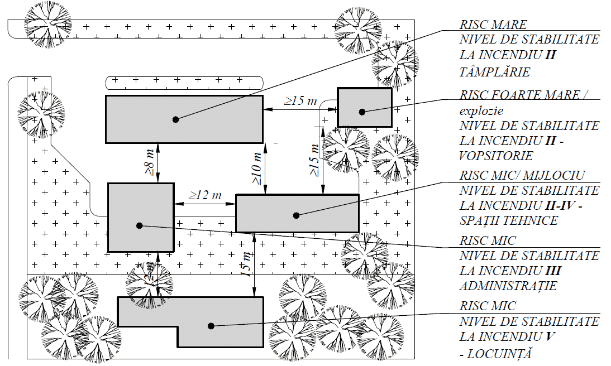 RISC MARE
NIVEL DE STABILITATE
LA INCENDIU II
TÂMPLĂRIE
≥15 m
RISC FOARTE MARE /
explozie
NIVEL DE STABILITATE
LA INCENDIU II -
VOPSITORIE
≥8 m
≥10 m
≥15 m
RISC MIC/ MIJLOCIU
NIVEL DE STABILITATE
LA INCENDIU II-IV -
SPAȚII TEHNICE
≥12 m
RISC MIC
NIVEL DE STABILITATE
LA INCENDIU III
ADMINISTRAȚIE
12 m
15 m
RISC MIC
NIVEL DE STABILITATE
LA INCENDIU V
- LOCUINȚĂ